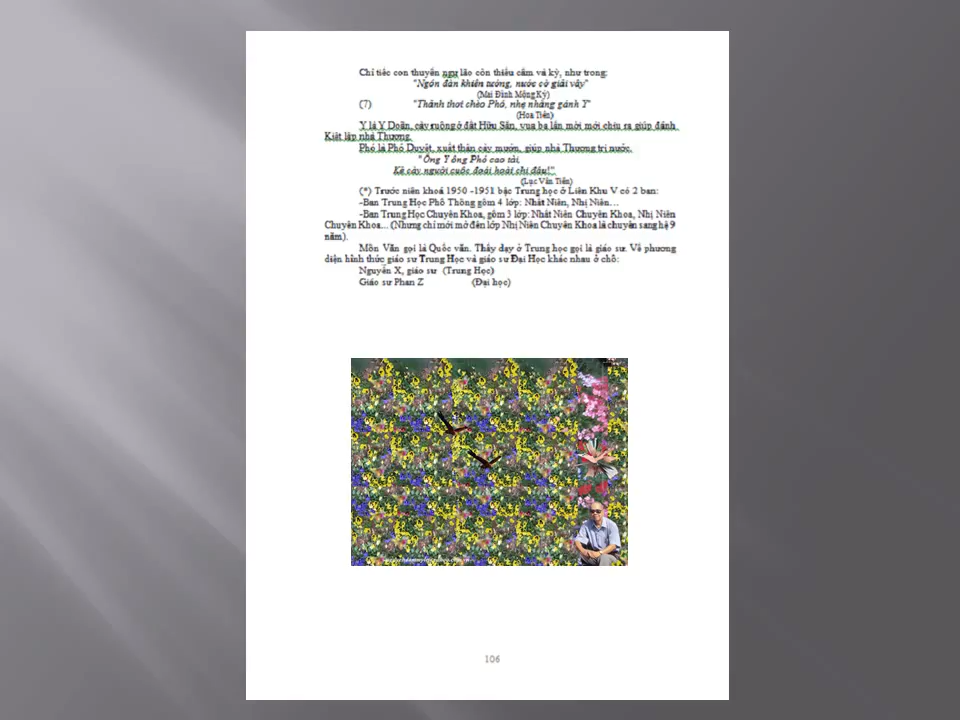 Chỉ tiếc con thuyền ngư lão còn thiếu cầm và kỳ, như trong:
"Ngón đàn khiển tướng, nước cờ giải vây"
(Mai Đình Mộng Ký)
(7) "Thảnh thơi chèo Phó, nhẹ nhàng gánh Y"
(Hoa Tiên)
Y là Y Doãn, cày ruộng ở đất Hữu Sần, vua ba lần mời mới chịu ra giúp đánh
Kiệt lập nhà Thương.
Phó là Phó Duyệt, xuất thân cày mướn, giúp nhà Thương trị nước.
"Ông Y ông Phó cao tài,
Kẻ cày người cuốc đoái hoài chi đâu!"
(Lục Vân Tiên)
(*) Trước niên khoá 1950 -1951 bậc Trung học ở Liên Khu V có 2 ban:
-Ban Trung Học Phổ Thông gồm 4 lớp: Nhất Niên, Nhị Niên…
-Ban Trung Học Chuyên Khoa, gồm 3 lớp: Nhất Niên Chuyên Khoa, Nhị Niên
Chuyên Khoa... (Nhưng chỉ mới mở đến lớp Nhị Niên Chuyên Khoa là chuyển sang hệ 9
năm).
Môn Văn gọi là Quốc văn. Thầy dạy ở Trung học gọi là giáo sư. Về phương
diện hình thức giáo sư Trung Học và giáo sư Đại Học khác nhau ở chỗ:
Nguyễn X, giáo sư (Trung Học)
Giáo sư Phan Z (Đại học)
106